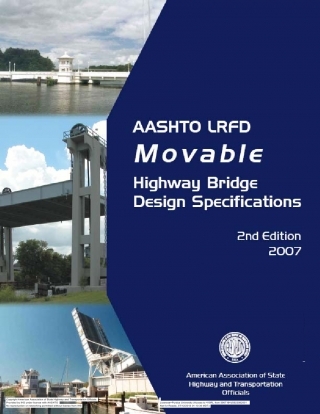 AASHTO LRFD
Movable
Highway Bridge
Design Specifications
2nd Edition
2007
American Association of State
Highway and Transportation
Officials